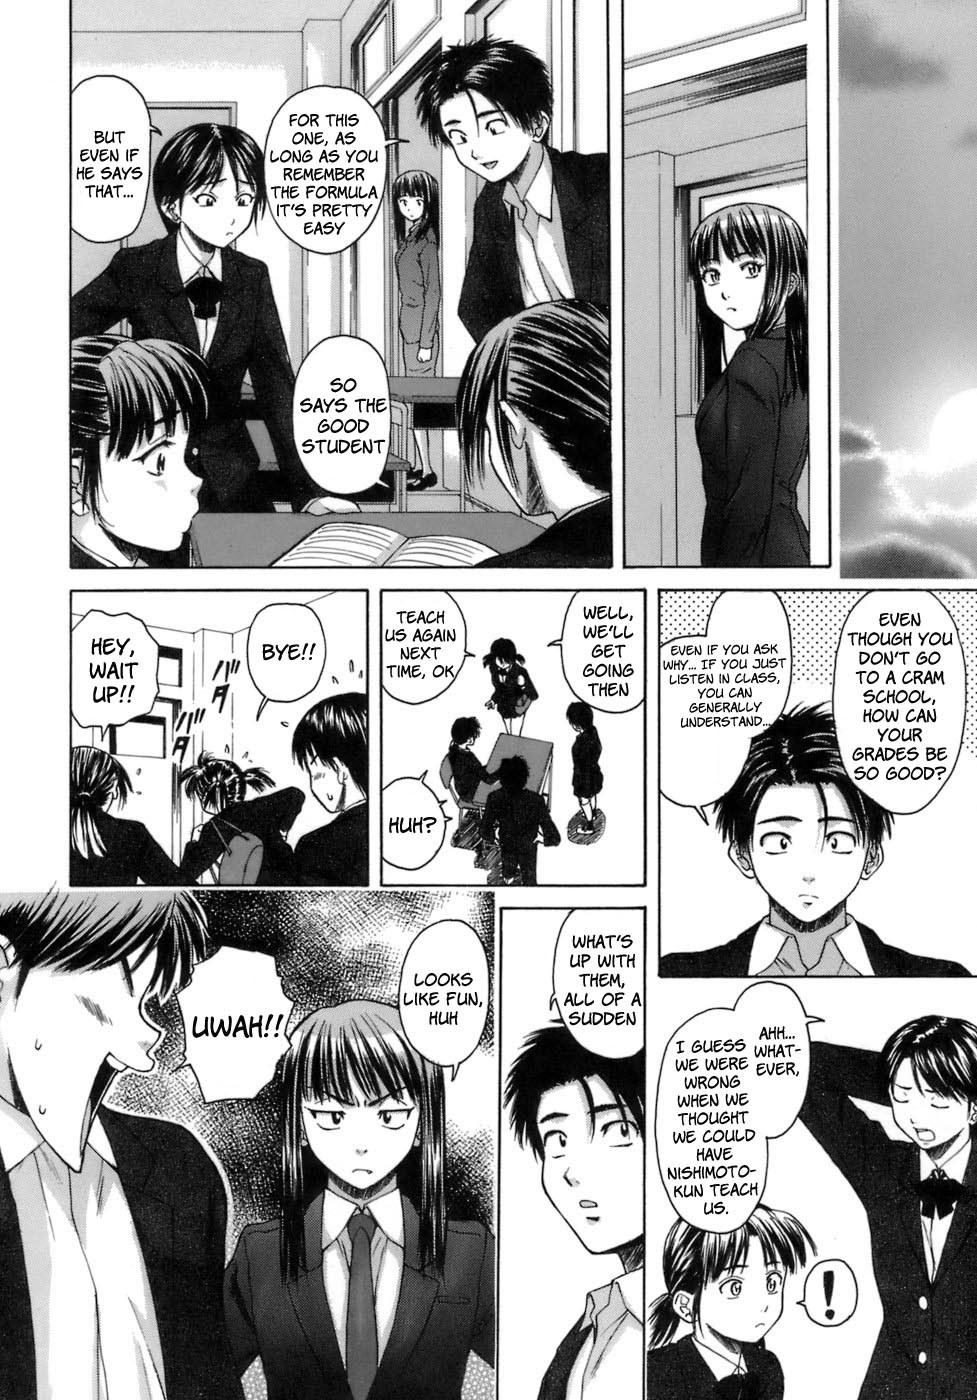 FOR THIS
ONE, AS
LONG AS YOU
REMEMBER
THE FORMULA
IT'S PRETTY
EASY
BUT
EVEN IF
HE SAYS
THAT...
SO
SAYS THE
GOOD
STUDENT
EVEN
THOUGH YOU
DON'T GO
TO A CRAM
SCHOOL,
HOW CAN
YOUR
GRADES BE
SO GOOD?
EVEN IF YOU ASK
WHY... IF YOU JUST
LISTEN IN CLASS,
YOU CAN
GENERALLY
UNDERSTAND...
WELL,
WE'LL
GET
GOING
THEN
TEACH
US AGAIN
NEXT
TIME, OK
HUH?
BYE!!
HEY,
WAIT
UP!!
ダダダ
AHH...
WHAT-
EVER,
I GUESS
WE WERE
WRONG
WHEN WE
THOUGHT
WE COULD
HAVE
NISHIMOTO-
KUN TEACH
US.
!
WHAT'S
UP WITH
THEM,
ALL OF A
SUDDEN
LOOKS
LIKE FUN,
HUH
UWAH!!